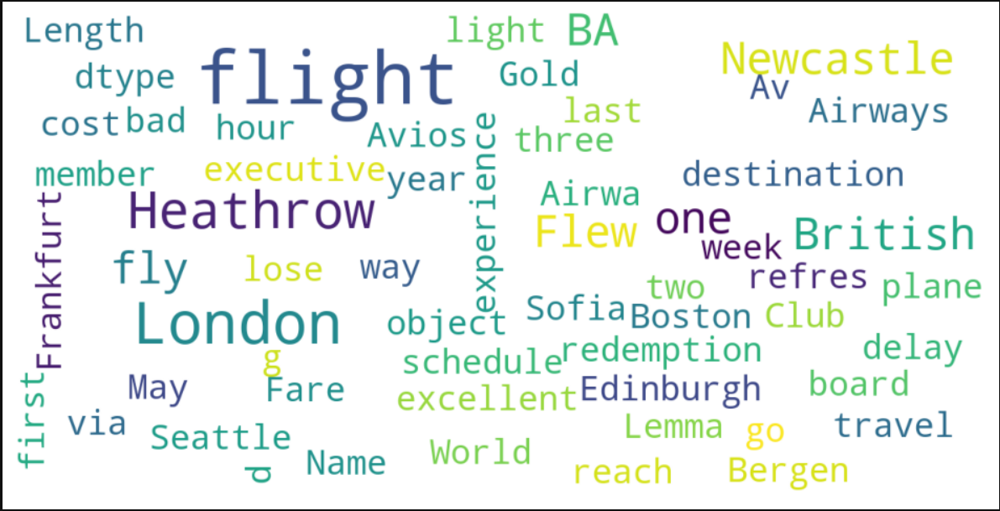 Length
light
BA
flight
Newcastle
dtype
Gold
Av
cost
bad
hour
Avios
last
Airways
three
experience
member
executive
year
destination
Airwa
Heathrow
Frankfurt
Flew
one
week
British
fly
lose
way
two
refres
plane
London
object
Sofia
Boston
Club
g
schedule
redemption
delay
May
Fare
excellent
Edinburgh
board
first
via
Seattle
Lemma
go
travel
d
Name
World
reach
Bergen